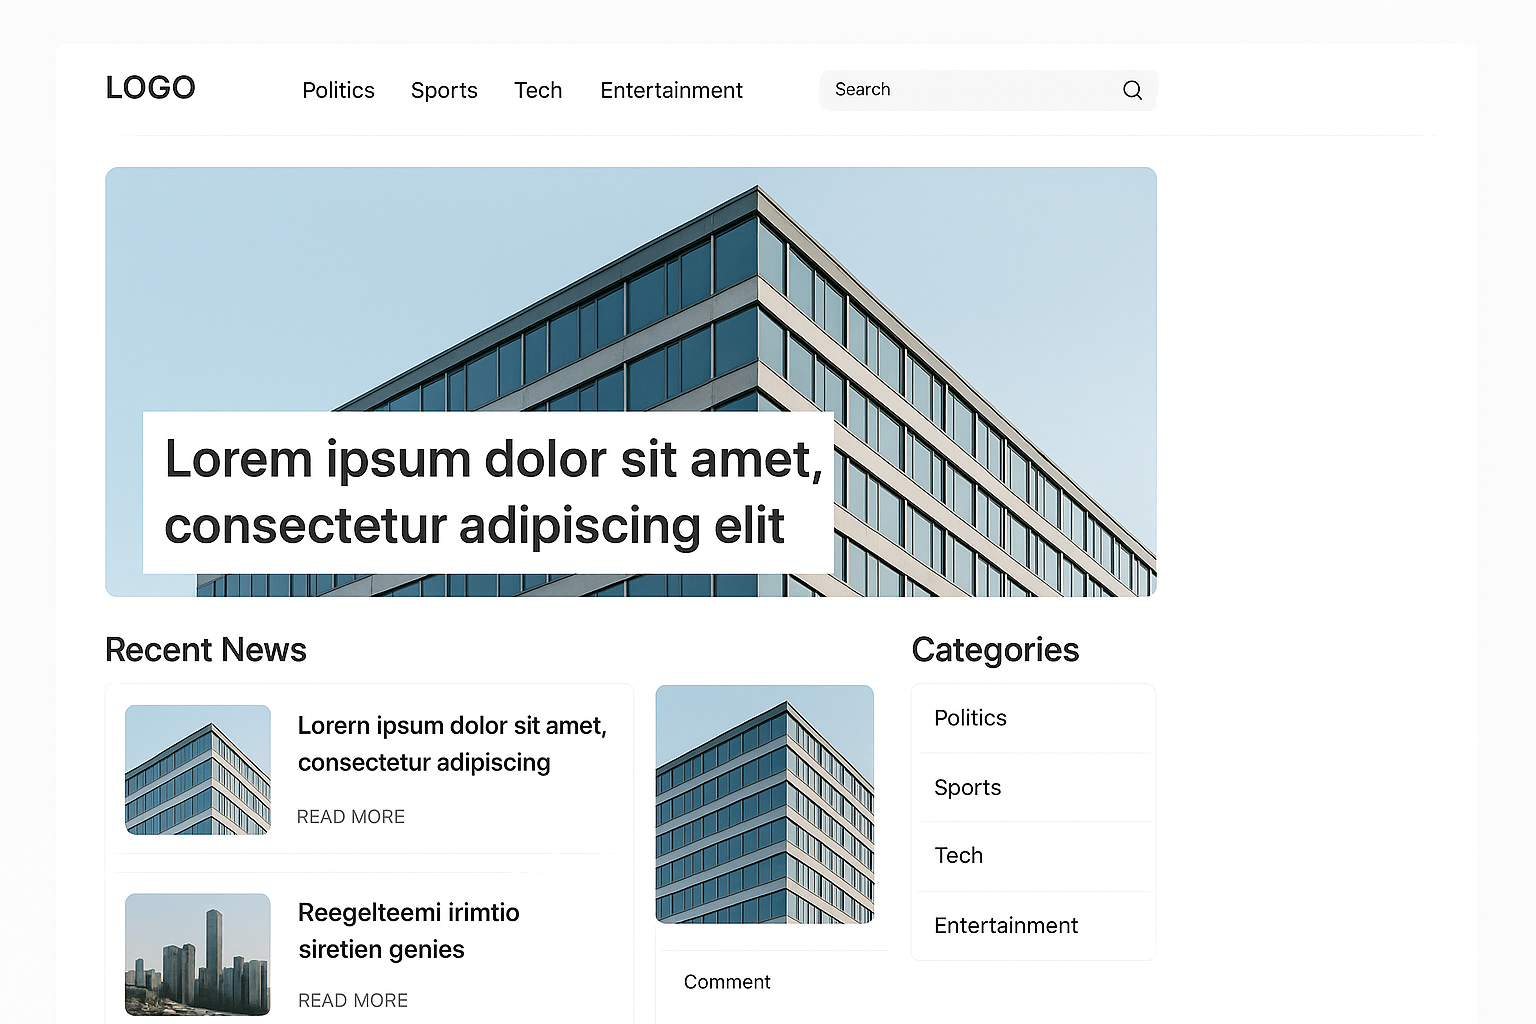 LOGO
Politics
Sports
Tech
Entertainment
Search
Lorem ipsum dolor sit amet,
consectetur adipiscing elit
Recent News
Lorern ipsum dolor sit amet,
consectetur adipiscing
READ MORE
Reegelteemi irimtio
siretien genies
READ MORE
Comment
Categories
Politics
Sports
Tech
Entertainment